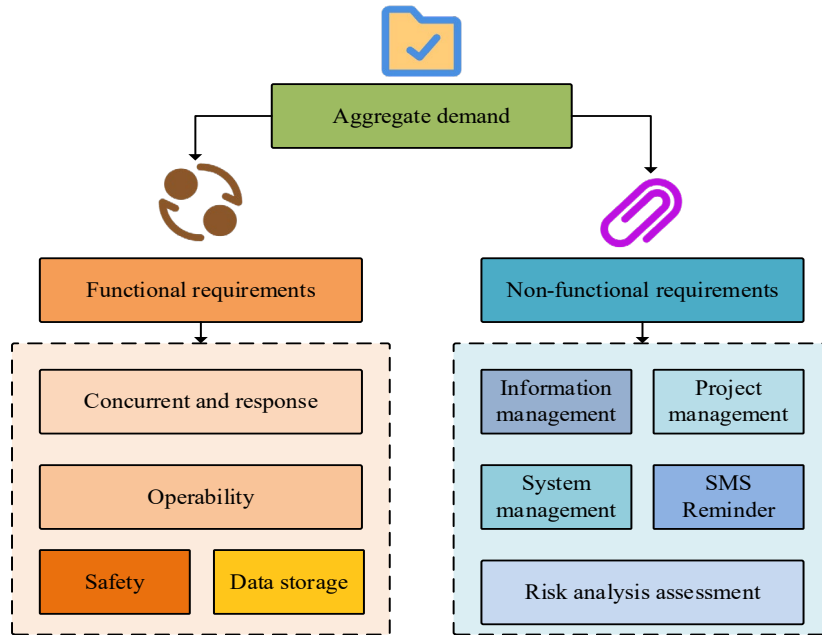 Aggregate demand
Functional requirements
Non-functional requirements
Concurrent and response
Operability
Safety
Data storage
Information
management
Project
management
System
management
SMS
Reminder
Risk analysis assessment